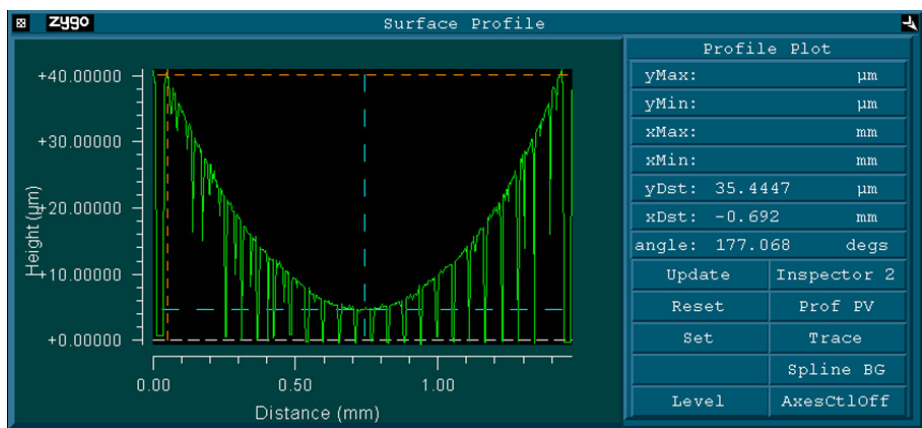 zygo Surface Profile
+40.00000
+30.00000
+20.00000
+10.00000
+0.00000
Height (µm)
0.00 0.50 1.00
Distance (mm)
Profile Plot
yMax: µm
yMin: µm
xMax: mm
xMin: mm
yDst: 35.4447 µm
xDst: -0.692 mm
angle: 177.068 degs
Update Inspector 2
Reset Prof PV
Set Trace
Spline BG
Level AxesCtlOff